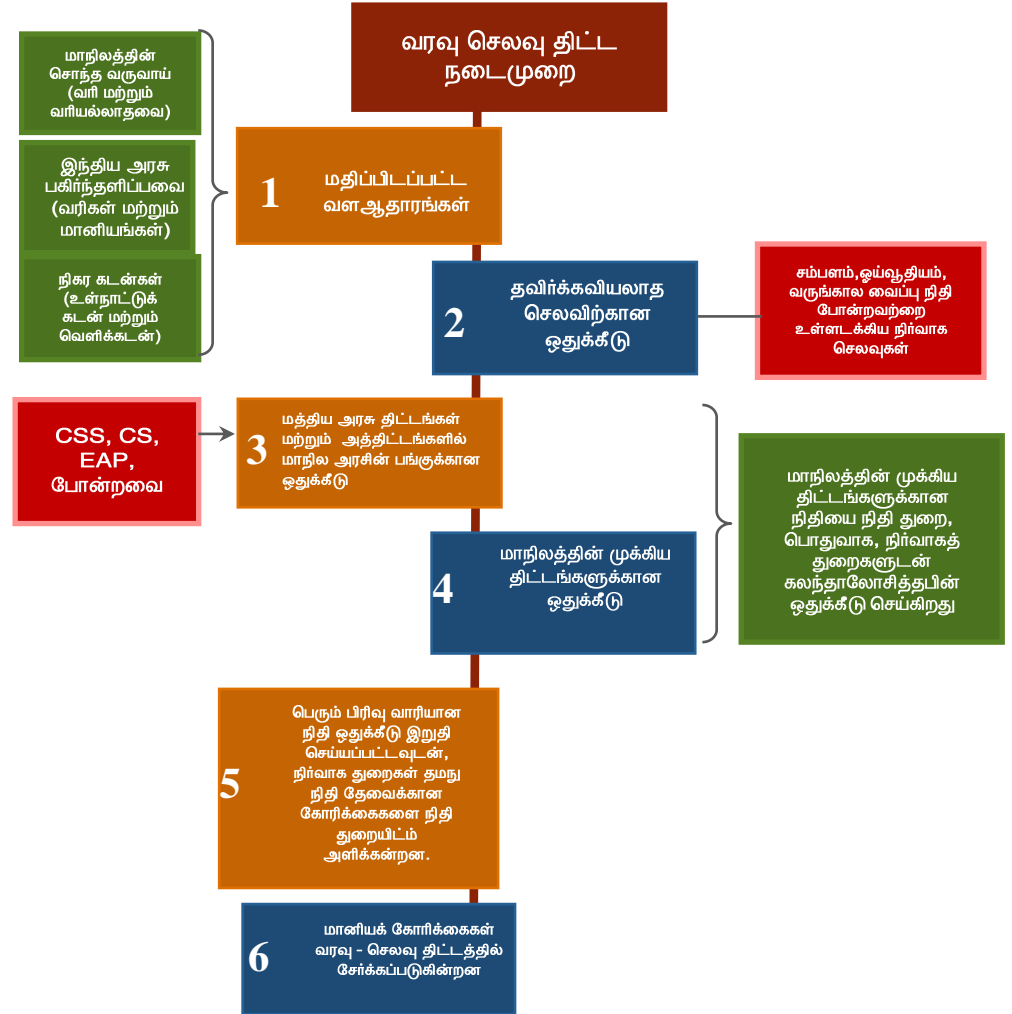 வரவு செலவு திட்ட
நடைமுறை
மாநிலத்தின்
சொந்த வருவாய்
(வரி மற்றும்
வரியல்லாதவை)
இந்திய அரசு
பகிர்ந்தளிப்பவை
(வரிகள் மற்றும்
மானியங்கள்)
நிகர கடன்கள்
(உள்நாட்டுக்
கடன் மற்றும்
வெளிக்கடன்)
1
மதிப்பிடப்பட்ட
வளஆதாரங்கள்
2
தவிர்க்கவியலாத
செலவிற்கான
ஒதுக்கீடு
சம்பளம்,ஓய்வூதியம்,
வருங்கால வைப்பு நிதி
போன்றவற்றை
உள்ளடக்கிய நிர்வாக
செலவுகள்
CSS, CS,
EAP,
போன்றவை
3
மத்திய அரசு திட்டங்கள்
மற்றும் அத்திட்டங்களில்
மாநில அரசின் பங்குக்கான
ஒதுக்கீடு
4
மாநிலத்தின் முக்கிய
திட்டங்களுக்கான
ஒதுக்கீடு
மாநிலத்தின் முக்கிய
திட்டங்களுக்கான
நிதியை நிதி துறை,
பொதுவாக, நிர்வாகத்
துறைகளுடன்
கலந்தாலோசித்தபின்
ஒதுக்கீடு செய்கிறது
5
பெரும் பிரிவு வாரியான
நிதி ஒதுக்கீடு இறுதி
செய்யப்பட்டவுடன்,
நிர்வாக துறைகள் தமநு
நிதி தேவைக்கான
கோரிக்கைகளை நிதி
துறையிட்ம்
அளிக்கன்றன.
6
மானியக் கோரிக்கைகள்
வரவு - செலவு திட்டத்தில்
சேர்க்கப்படுகின்றன